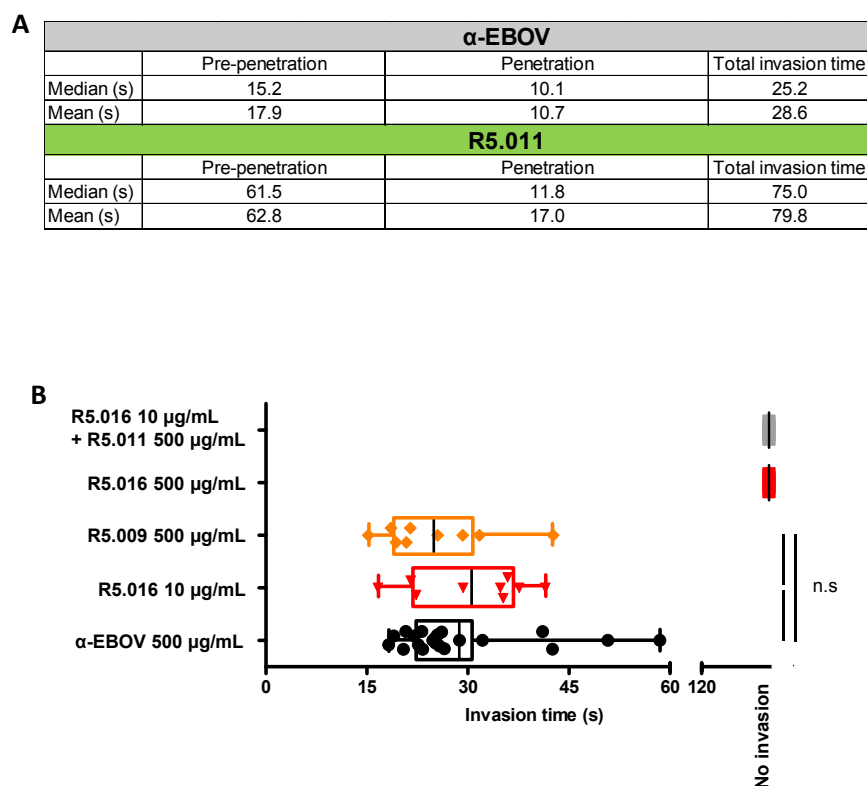 A
α-EBOV
Pre-penetration Penetration Total invasion time
Median (s) 15.2 10.1 25.2
Mean (s) 17.9 10.7 28.6
R5.011
Pre-penetration Penetration Total invasion time
Median (s) 61.5 11.8 75.0
Mean (s) 62.8 17.0 79.8
B
R5.016 10 µg/mL
+ R5.011 500 µg/mL
R5.016 500 µg/mL
R5.009 500 µg/mL
R5.016 10 µg/mL
α-EBOV 500 µg/mL
n.s
0 15 30 45 60 120
Invasion time (s)
No invasion